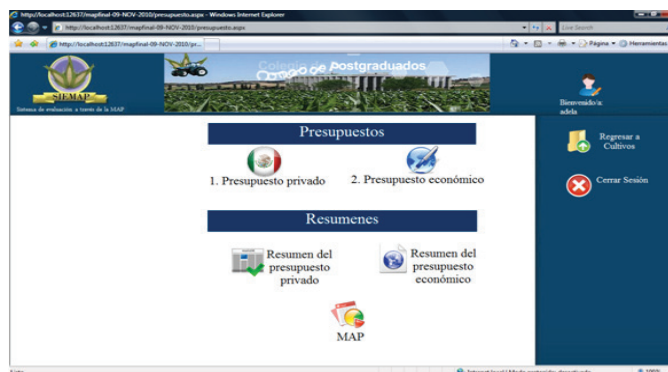 http://localhost:12637/mapfinal-09-NOV-2010/presupuesto.aspx - Windows Internet Explorer
http://localhost:12637/mapfinal-09-NOV-2010/presupuesto.aspx
Live Search
http://localhost:12637/mapfinal-09-NOV-2010/pr...
Página
Herramientas
Colegio de Postgraduados
SIEMAP
Sistema de evaluación a través de la MAP
Bienvenido/a:
adela
Presupuestos
1. Presupuesto privado
2. Presupuesto económico
Resumenes
Resumen del
presupuesto
privado
Resumen del
presupuesto
económico
MAP
Regresar a
Cultivos
Cerrar Sesión